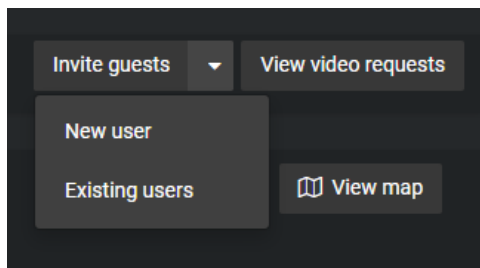 Invite guests
View video requests
New user
Existing users
View map